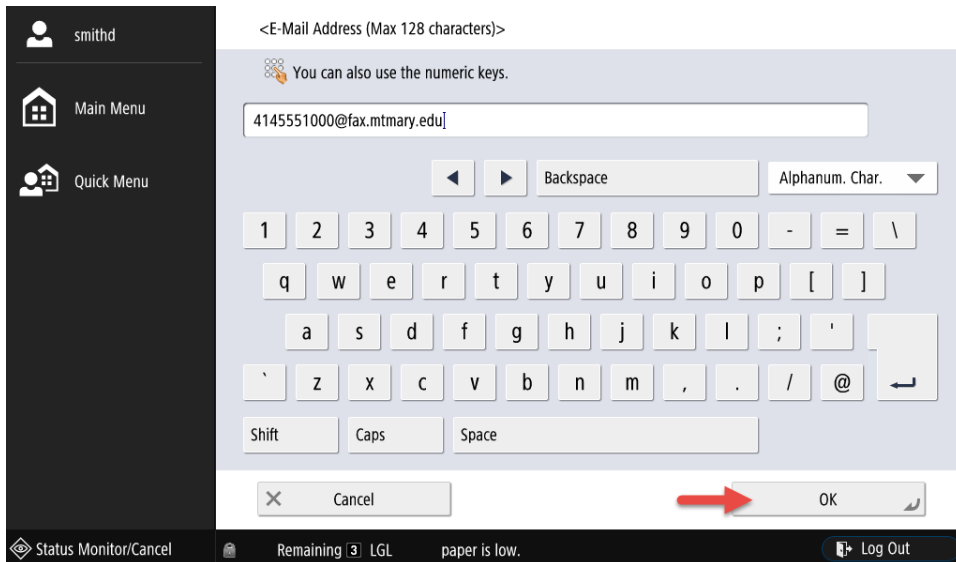 smithd
<E-Mail Address (Max 128 characters)>
You can also use the numeric keys.
Main Menu
4145551000@fax.mtmary.edu
Quick Menu
Backspace
Alphanum. Char.
1 2 3 4 5 6 7 8 9 0 - = \
q w e r t y u i o p [ ]
a s d f g h j k l ; '
` z x c v b n m , . / @
Shift Caps Space
Cancel
OK
Status Monitor/Cancel
Remaining 3 LGL paper is low.
Log Out